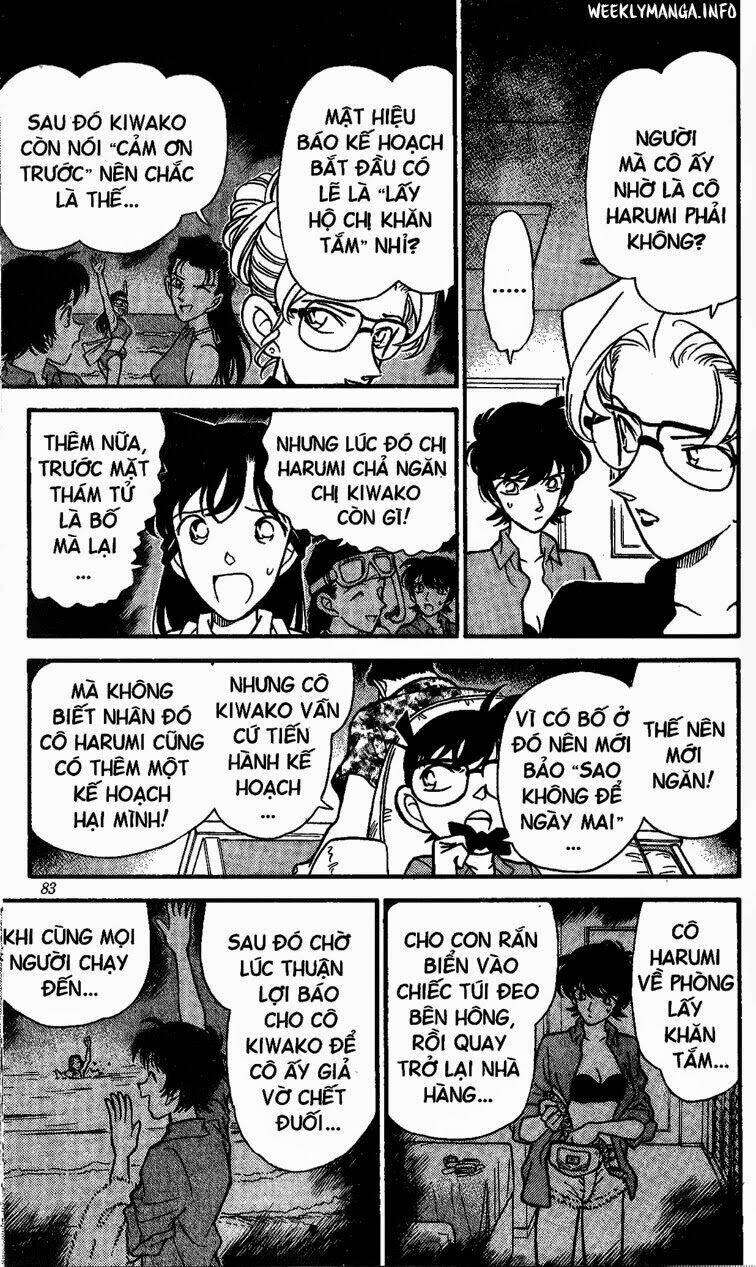 WEEKLYMANGA.INFO
NGƯỜI
MÀ CÔ ẤY
NHỜ LÀ CÔ
HARUMI PHẢI
KHÔNG?
......
MẬT HIỆU
BÁO KẾ HOẠCH
BẮT ĐẦU CÓ
LẼ LÀ “LẤY
HỘ CHỊ KHĂN
TẮM” NHỈ?
SAU ĐÓ KIWAKO
CÒN NÓI “CẢM ƠN
TRƯỚC” NÊN CHẮC
LÀ THẾ...
NHƯNG LÚC ĐÓ CHỊ
HARUMI CHẢ NGĂN
CHỊ KIWAKO
CÒN GÌ!
THÊM NỮA,
TRƯỚC MẶT
THÁM TỬ
LÀ BỐ
MÀ LẠI
...
THẾ NÊN
MỚI
NGĂN!
VÌ CÓ BỐ Ở
ĐÓ NÊN MỚI
BẢO “SAO
KHÔNG ĐỂ
NGÀY MAI”
...
NHƯNG CÔ
KIWAKO VẪN
CỨ TIẾN
HÀNH KẾ
HOẠCH
...
MÀ KHÔNG
BIẾT NHÂN ĐÓ
CÔ HARUMI CŨNG
CÓ THÊM MỘT
KẾ HOẠCH
HẠI MÌNH!
83
CÔ
HARUMI
VỀ PHÒNG
LẤY
KHĂN
TẮM...
CHO CON RẮN
BIỂN VÀO
CHIẾC TÚI ĐEO
BÊN HÔNG,
RỒI QUAY
TRỞ LẠI NHÀ
HÀNG...
SAU ĐÓ CHỜ
LÚC THUẬN
LỢI BÁO
CHO CÔ
KIWAKO ĐỂ
CÔ ẤY GIẢ
VỜ CHẾT
ĐUỐI...
KHI CÙNG MỌI
NGƯỜI CHẠY
ĐẾN...